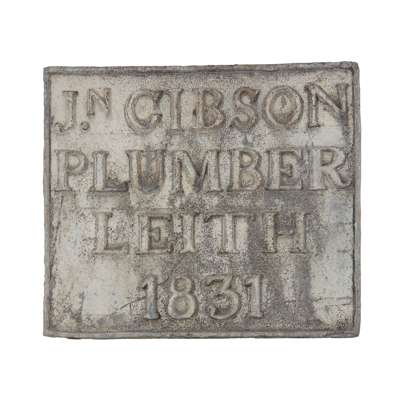 Jn GIBSON
PLUMBER
LEITH
1831